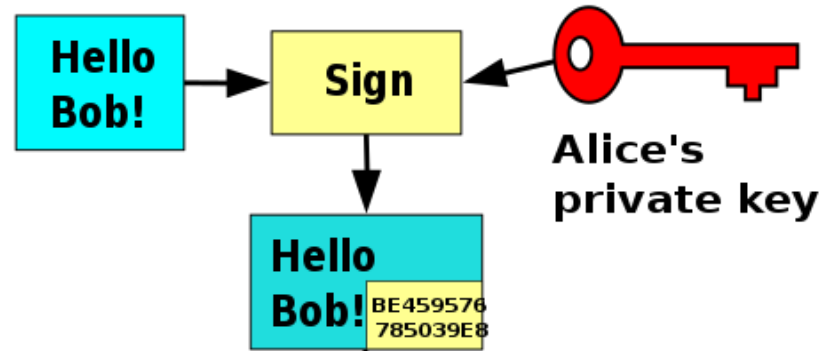 Hello
Bob!
Sign
Alice's
private key
Hello
Bob!
BE459576
785039E8